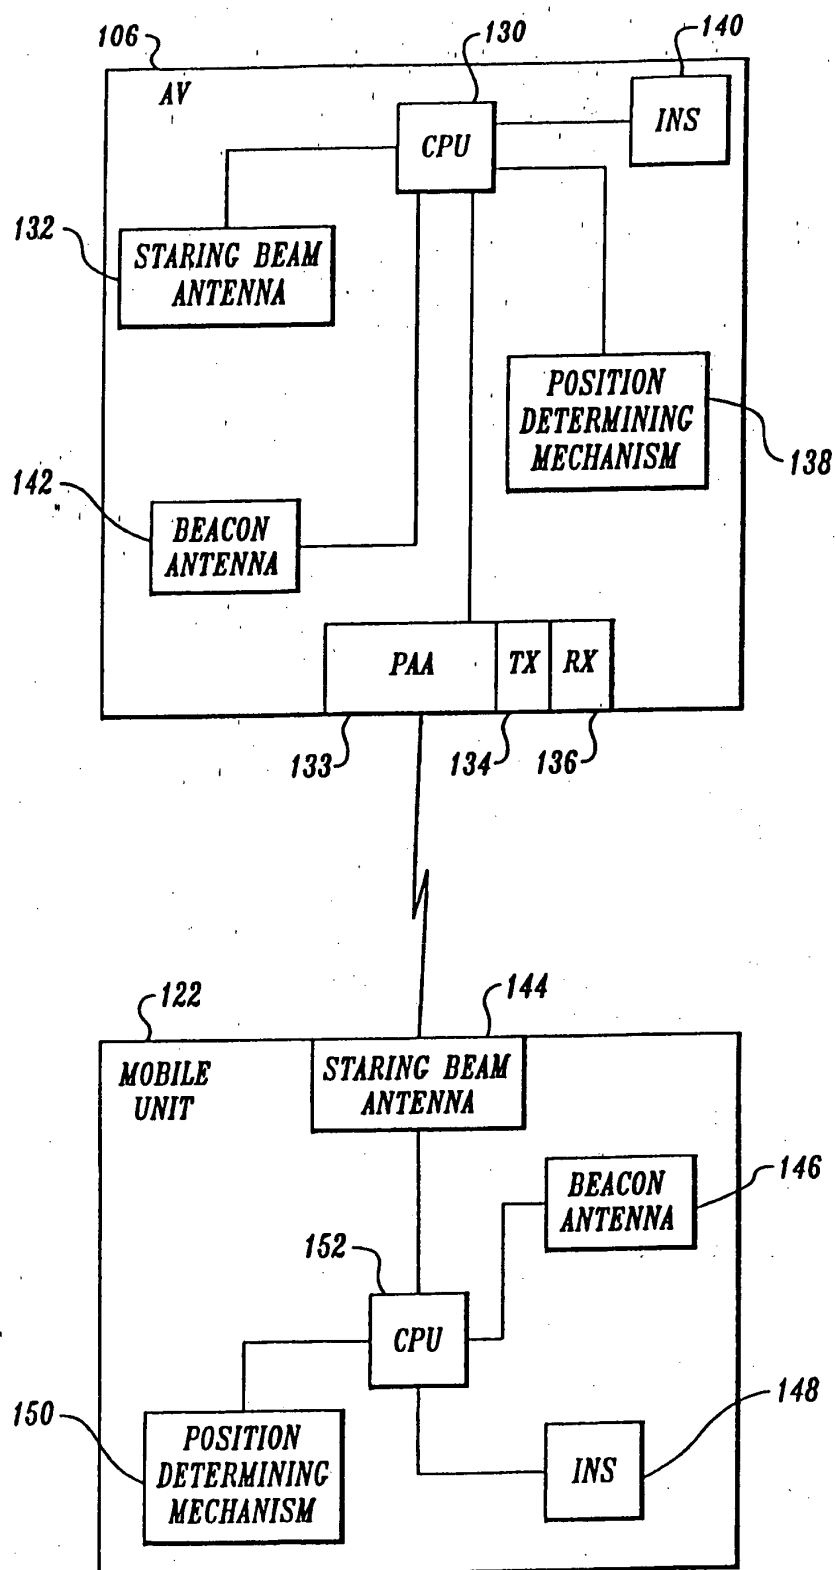 106
130
140
AV
CPU
INS
132
STARING BEAM
ANTENNA
POSITION
DETERMINING
MECHANISM
138
142
BEACON
ANTENNA
PAA
TX
RX
133
134
136
122
144
MOBILE
UNIT
STARING BEAM
ANTENNA
BEACON
ANTENNA
146
152
CPU
148
150
POSITION
DETERMINING
MECHANISM
INS